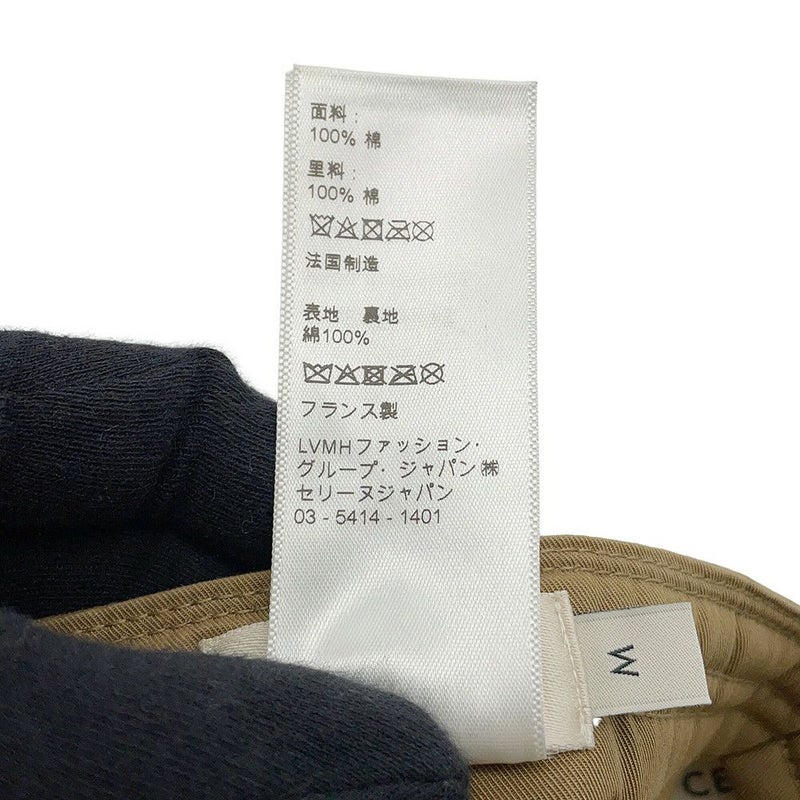 面料 :
100% 棉
里料 :
100% 棉
法国制造
表地 裏地
綿100%
フランス製
LVMHファッション・
グループ・ジャパン㈱
セリーヌジャパン
03 - 5414 - 1401
M
CE